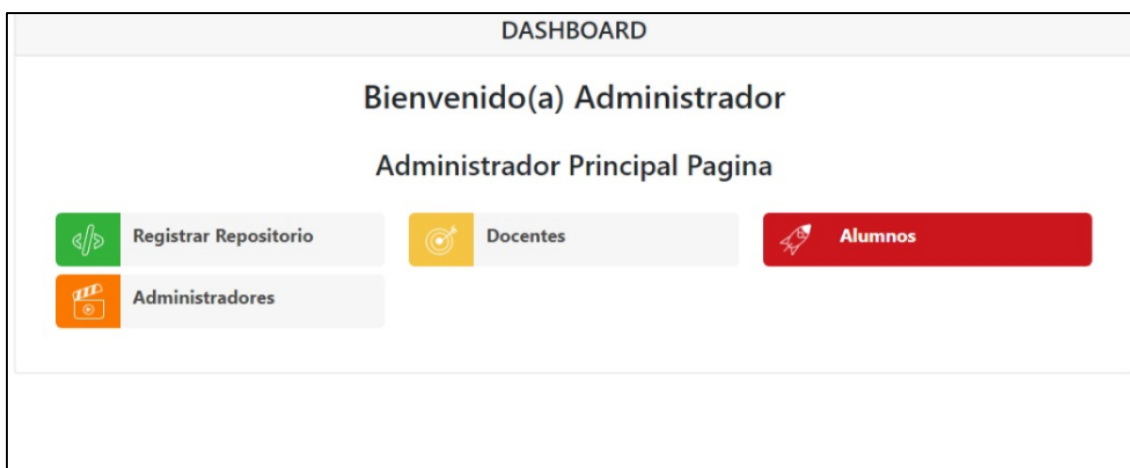 DASHBOARD
Bienvenido(a) Administrador
Administrador Principal Pagina
Registrar Repositorio
Docentes
Alumnos
Administradores